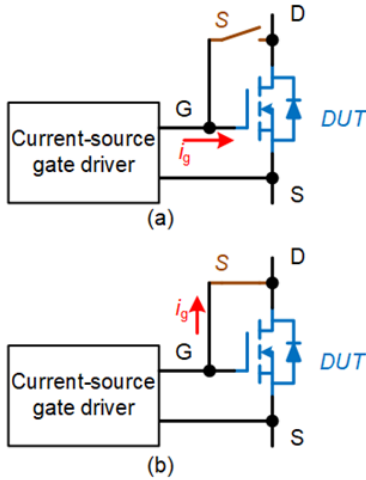 S
D
G
Current-source
gate driver
DUT
ig
S
(a)
D
S
ig
G
Current-source
gate driver
DUT
S
(b)